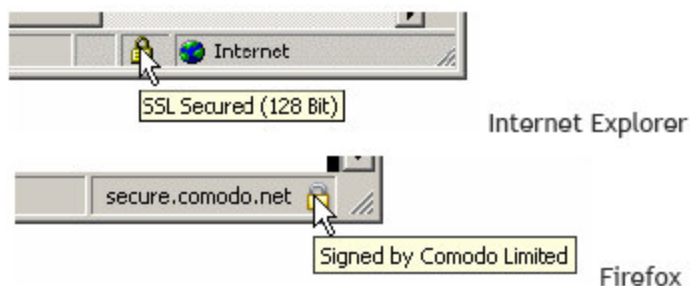 Internet
SSL Secured (128 Bit)
Internet Explorer
secure.comodo.net
Signed by Comodo Limited
Firefox